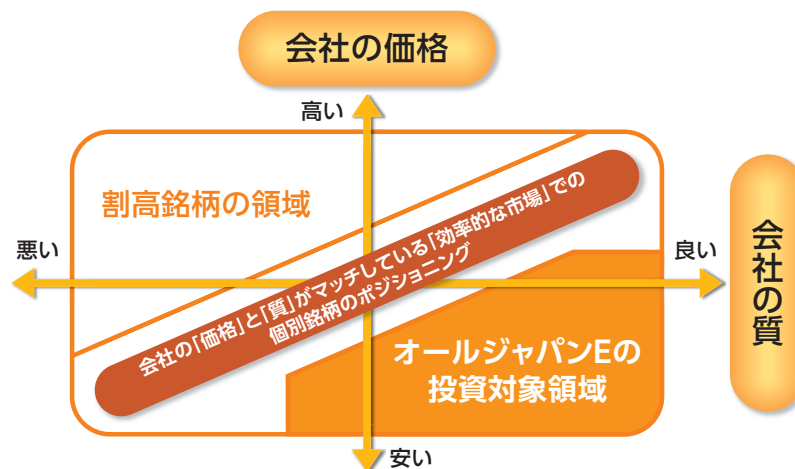 会社の価格
高い
割高銘柄の領域
悪い
会社の「価格」と「質」がマッチしている「効率的な市場」での
個別銘柄のポジショニング
良い
会社の質
オールジャパンEの
投資対象領域
安い